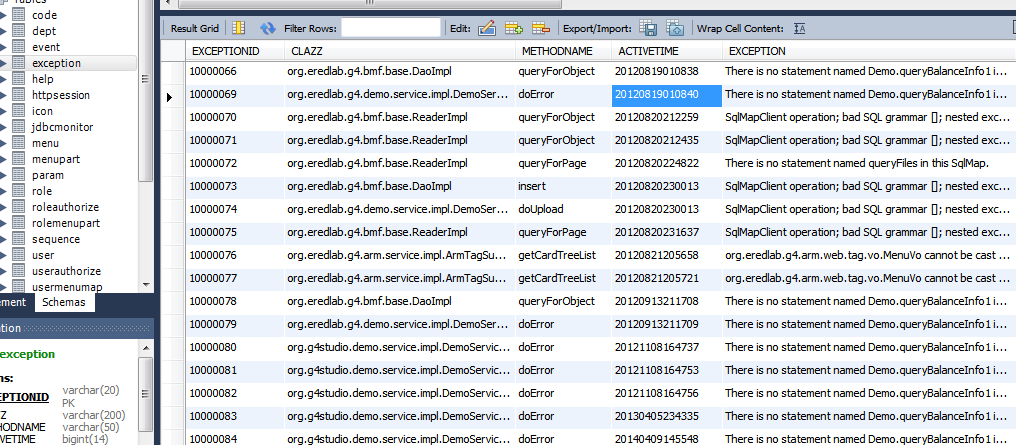 code
dept
event
exception
help
httpsession
icon
jdbcmonitor
menu
menupart
param
role
roleauthorize
rolemenupart
sequence
user
userauthorize
usermenumap
ement Schemas
ation
exception
ns:
EPTIONID varchar(20)
PK
ZZ varchar(200)
HODNAME varchar(50)
VETIME bigint(14)
Result Grid Filter Rows: Edit: Export/Import: Wrap Cell Content:
EXCEPTIONID CLAZZ METHODNAME ACTIVETIME EXCEPTION
10000066 org.eredlab.g4.bmf.base.DaoImpl queryForObject 20120819010838 There is no statement named Demo.queryBalanceInfo1 i...
10000069 org.eredlab.g4.demo.service.impl.DemoServ... doError 20120819010840 There is no statement named Demo.queryBalanceInfo1 i...
10000070 org.eredlab.g4.bmf.base.ReaderImpl queryForObject 20120820212259 SqlMapClient operation; bad SQL grammar []; nested exc...
10000071 org.eredlab.g4.bmf.base.ReaderImpl queryForObject 20120820212435 SqlMapClient operation; bad SQL grammar []; nested exc...
10000072 org.eredlab.g4.bmf.base.ReaderImpl queryForPage 20120820224822 There is no statement named queryFiles in this SqlMap.
10000073 org.eredlab.g4.bmf.base.DaoImpl insert 20120820230013 SqlMapClient operation; bad SQL grammar []; nested exc...
10000074 org.eredlab.g4.demo.service.impl.DemoServ... doUpload 20120820230013 SqlMapClient operation; bad SQL grammar []; nested exc...
10000075 org.eredlab.g4.bmf.base.ReaderImpl queryForPage 20120820231637 SqlMapClient operation; bad SQL grammar []; nested exc...
10000076 org.eredlab.g4.arm.service.impl.ArmTagSu... getCardTreeList 20120821205658 org.eredlab.g4.arm.web.tag.vo.MenuVo cannot be cast ...
10000077 org.eredlab.g4.arm.service.impl.ArmTagSu... getCardTreeList 20120821205721 org.eredlab.g4.arm.web.tag.vo.MenuVo cannot be cast ...
10000078 org.eredlab.g4.bmf.base.DaoImpl queryForObject 20120913211708 There is no statement named Demo.queryBalanceInfo1 i...
10000079 org.eredlab.g4.demo.service.impl.DemoServ... doError 20120913211709 There is no statement named Demo.queryBalanceInfo1 i...
10000080 org.g4studio.demo.service.impl.DemoServic... doError 20121108164737 There is no statement named Demo.queryBalanceInfo1 i...
10000081 org.g4studio.demo.service.impl.DemoServic... doError 20121108164753 There is no statement named Demo.queryBalanceInfo1 i...
10000082 org.g4studio.demo.service.impl.DemoServic... doError 20121108164756 There is no statement named Demo.queryBalanceInfo1 i...
10000083 org.g4studio.demo.service.impl.DemoServic... doError 20130405234335 There is no statement named Demo.queryBalanceInfo1 i...
10000084 org.g4studio.demo.service.impl.DemoServic... doError 20140409145548 There is no statement named Demo.queryBalanceInfo1 i...